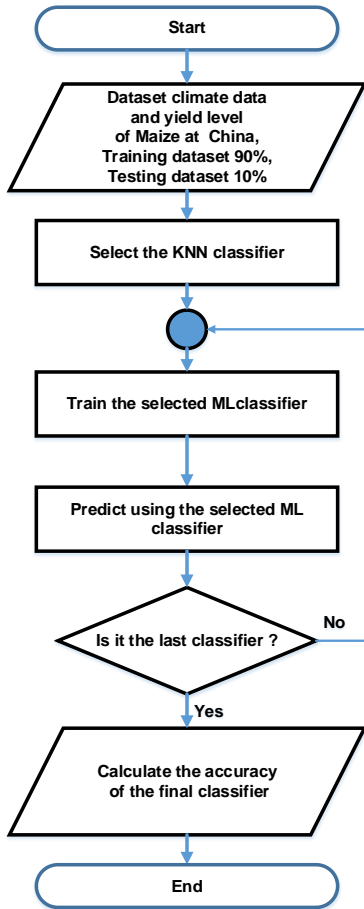 Start
Dataset climate data
and yield level
of Maize at China,
Training dataset 90%,
Testing dataset 10%
Select the KNN classifier
Train the selected MLclassifier
Predict using the selected ML
classifier
Is it the last classifier ?
No
Yes
Calculate the accuracy
of the final classifier
End